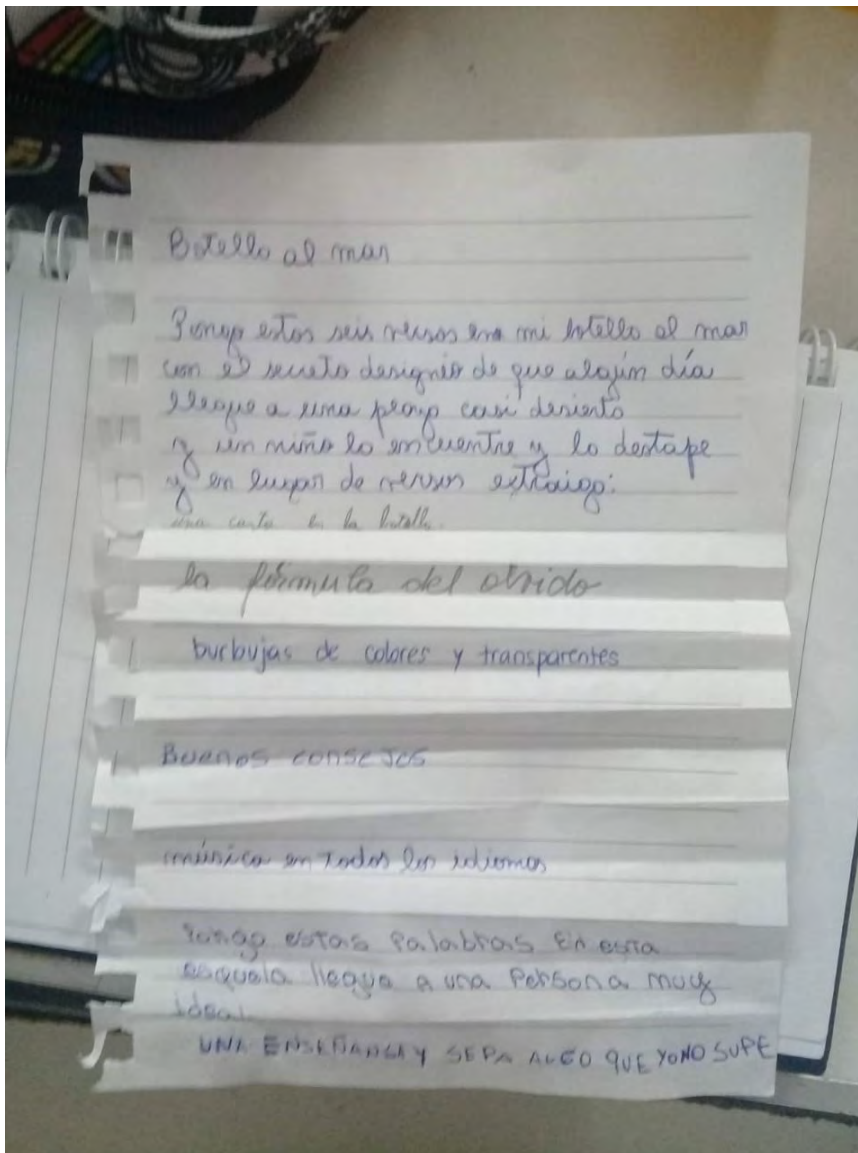 Botella al mar
Pongo estos seis versos en mi botella al mar
con el secreto designio de que algún día
llegue a una playa casi desierta
y un niño la encuentre y la destape
y en lugar de versos extraiga:
una carta en la botella.
la fórmula del olvido
burbujas de colores y transparentes
Buenos consejos
música en todos los idiomas
Pongo estas palabras en esta
esquela llegue a una persona muy
ideal
UNA ENSEÑANSA Y SEPA ALGO QUE YO NO SUPE